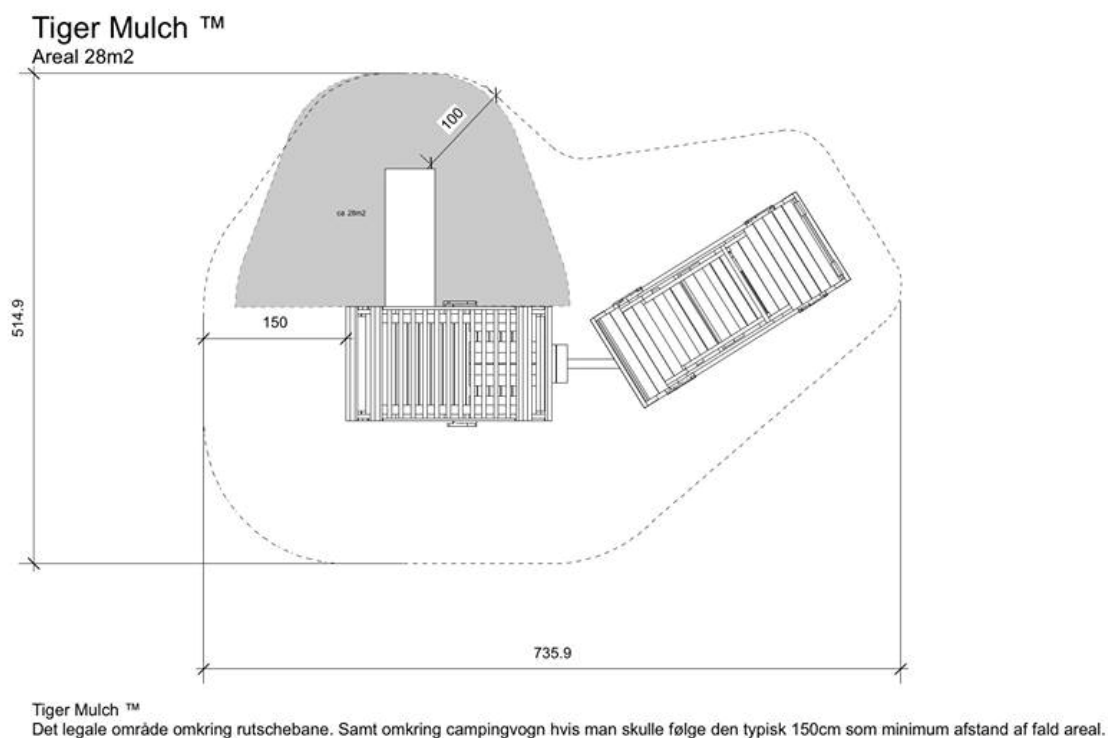 Tiger Mulch ™
Areal 28m2
100
ca. 28m2
150
514.9
735.9
Tiger Mulch ™
Det legale område omkring rutschebane. Samt omkring campingvogn hvis man skulle følge den typisk 150cm som minimum afstand af fald areal.